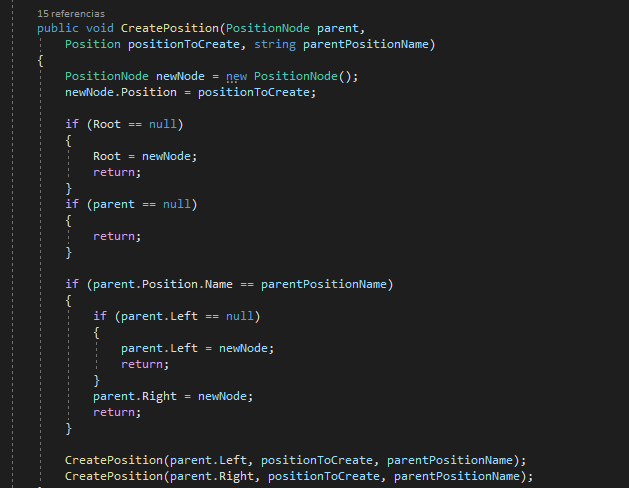 15 referencias
public void CreatePosition(PositionNode parent,
    Position positionToCreate, string parentPositionName)
{
    PositionNode newNode = new PositionNode();
    newNode.Position = positionToCreate;

    if (Root == null)
    {
        Root = newNode;
        return;
    }
    if (parent == null)
    {
        return;
    }

    if (parent.Position.Name == parentPositionName)
    {
        if (parent.Left == null)
        {
            parent.Left = newNode;
            return;
        }
        parent.Right = newNode;
        return;
    }

    CreatePosition(parent.Left, positionToCreate, parentPositionName);
    CreatePosition(parent.Right, positionToCreate, parentPositionName);